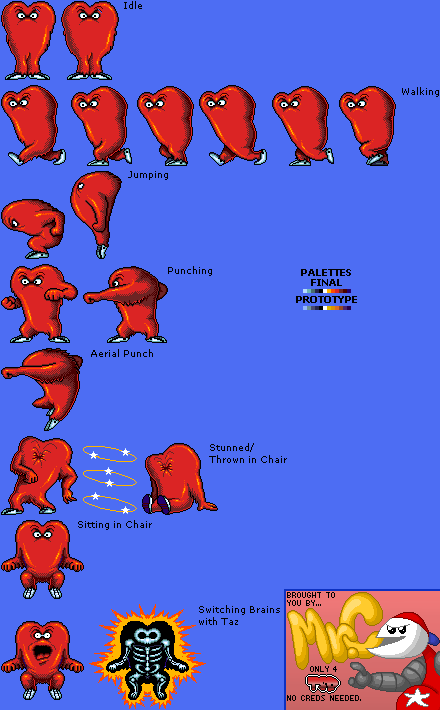 Idle
Walking
Jumping
Punching
PALETTES
FINAL
PROTOTYPE
Aerial Punch
Stunned/
Thrown in Chair
Sitting in Chair
Switching Brains
with Taz
BROUGHT TO
YOU BY...
Mr. C
ONLY 4
NO CREDS NEEDED.